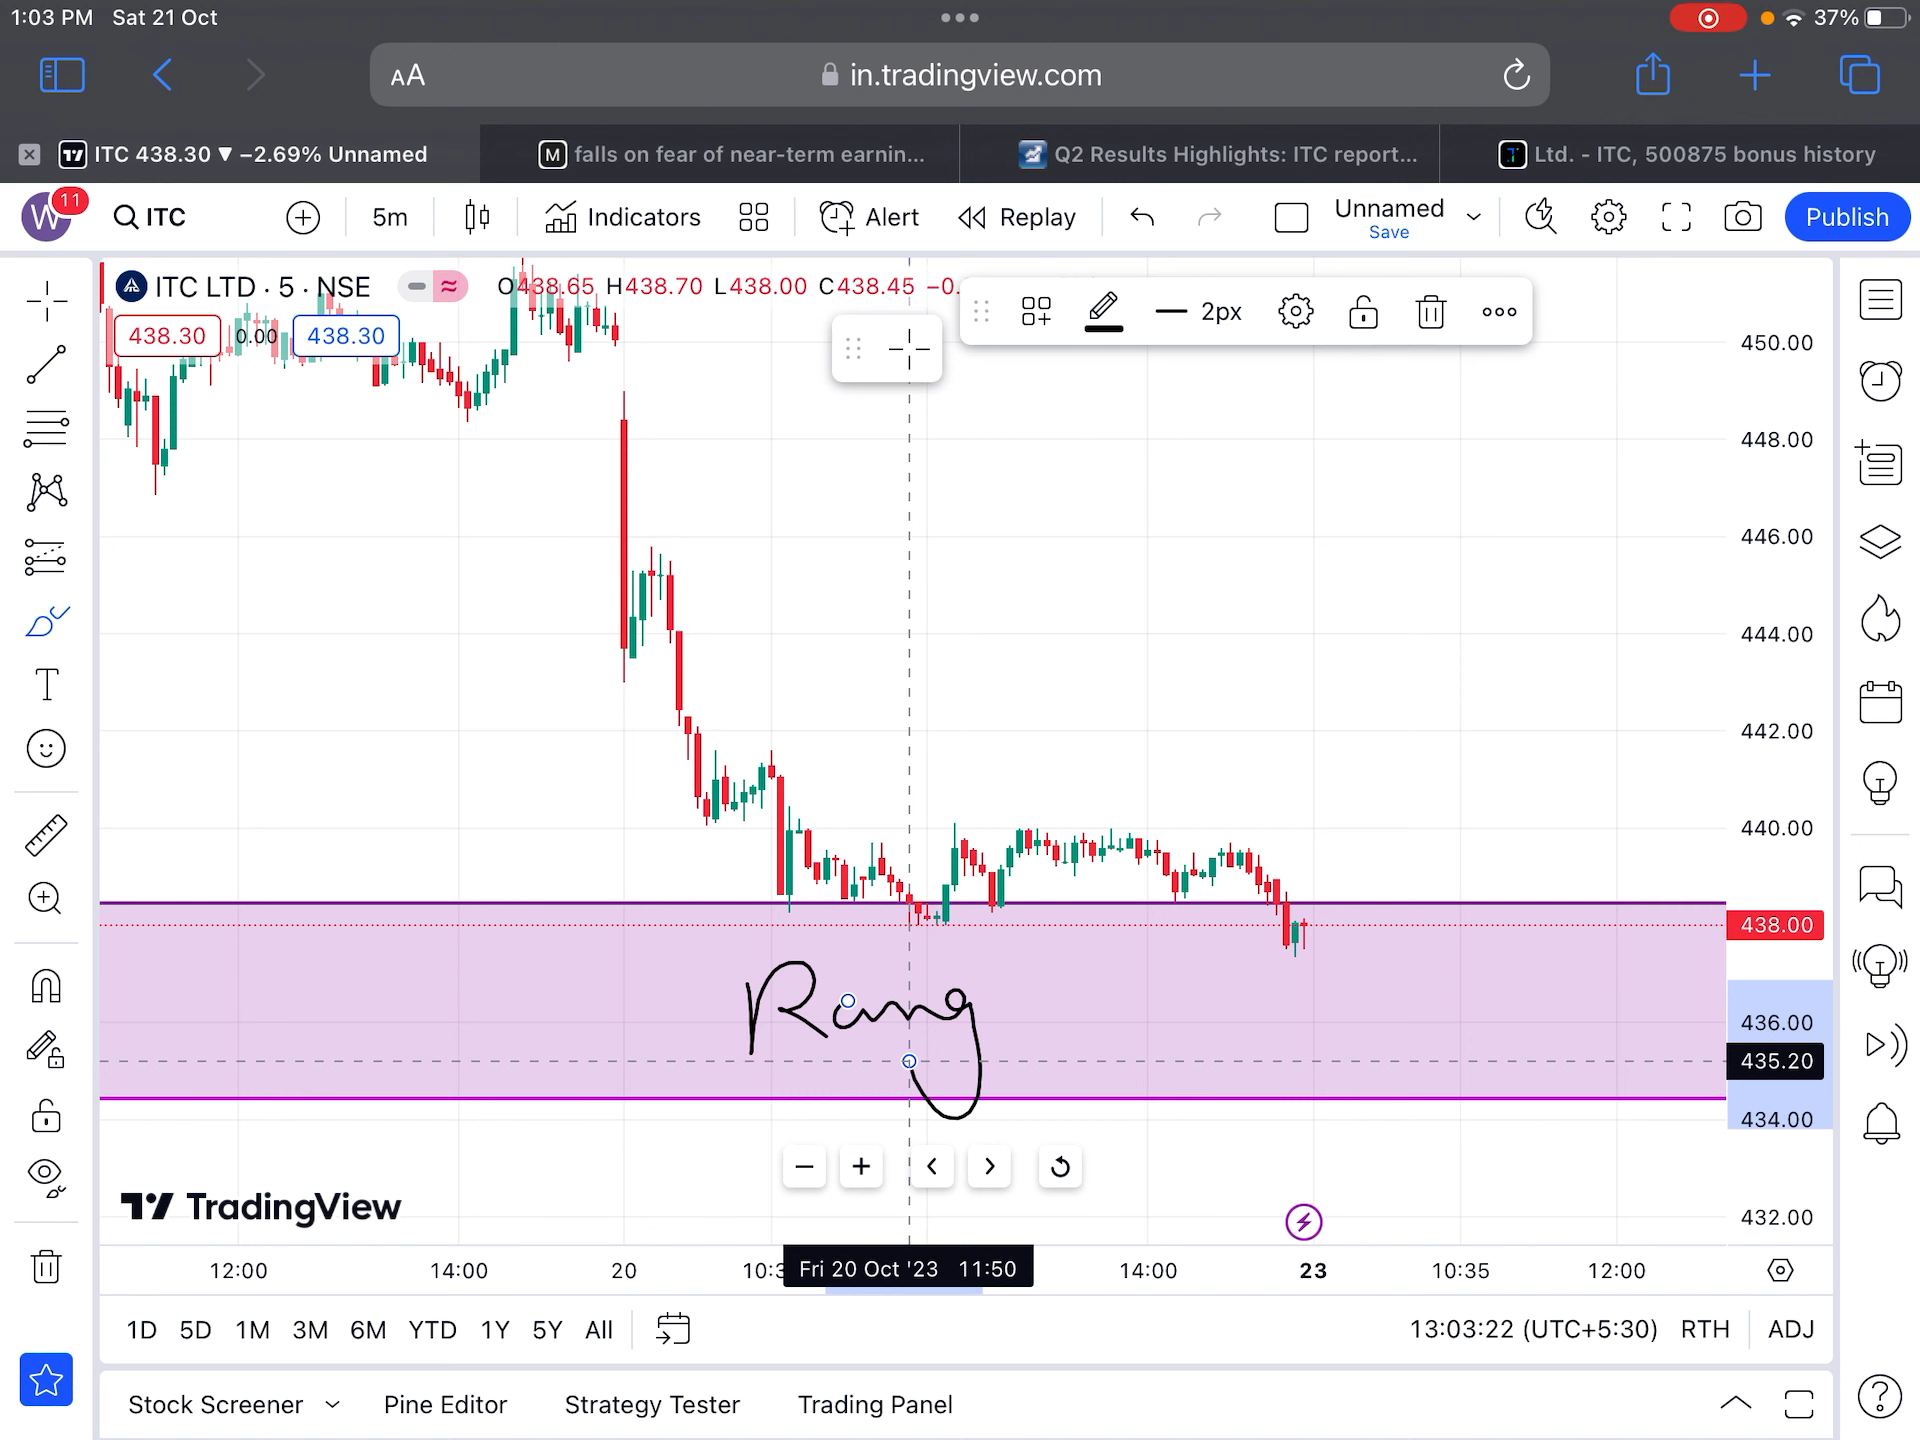 1:03 PM Sat 21 Oct 37%
AA in.tradingview.com
ITC 438.30 ▼ −2.69% Unnamed
falls on fear of near-term earnin...
Q2 Results Highlights: ITC report...
Ltd. - ITC, 500875 bonus history
W 11 ITC 5m Indicators Alert Replay Unnamed Save Publish
ITC LTD · 5 · NSE O438.65 H438.70 L438.00 C438.45 −0.
2px
438.30 0.00 438.30
450.00
448.00
446.00
444.00
442.00
440.00
438.00
436.00
435.20
434.00
432.00
Rang
TradingView
12:00 14:00 20 10:3 Fri 20 Oct '23 11:50 14:00 23 10:35 12:00
1D 5D 1M 3M 6M YTD 1Y 5Y All 13:03:22 (UTC+5:30) RTH ADJ
Stock Screener Pine Editor Strategy Tester Trading Panel